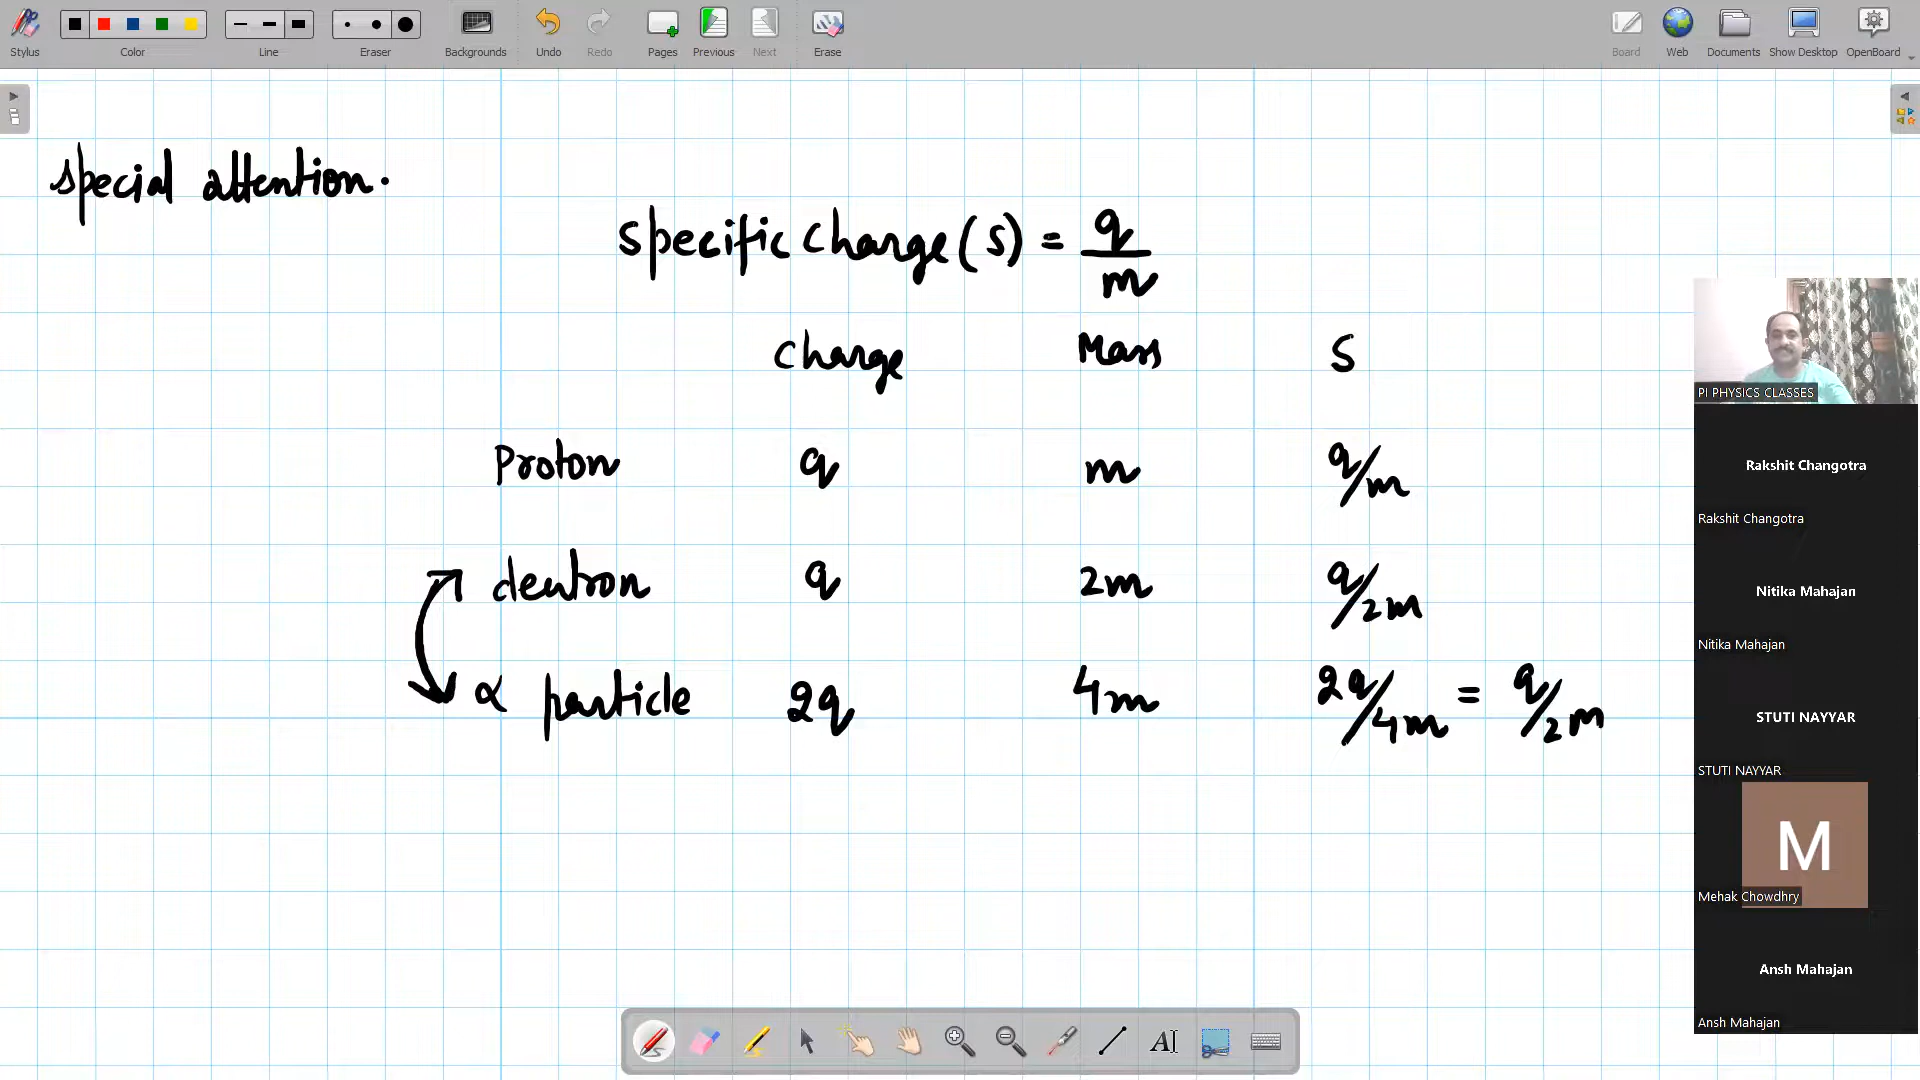 Stylus
Color
Line
Eraser
Backgrounds
Undo
Redo
Pages
Previous
Next
Erase
Board
Web
Documents
Show Desktop
OpenBoard
special attention.
specific charge (s) = q/m
charge Mass S
Proton q m q/m
deutron q 2m q/2m
α particle 2q 4m 2q/4m = q/2m
PI PHYSICS CLASSES
Rakshit Changotra
Rakshit Changotra
Nitika Mahajan
Nitika Mahajan
STUTI NAYYAR
STUTI NAYYAR
M
Mehak Chowdhry
Ansh Mahajan
Ansh Mahajan